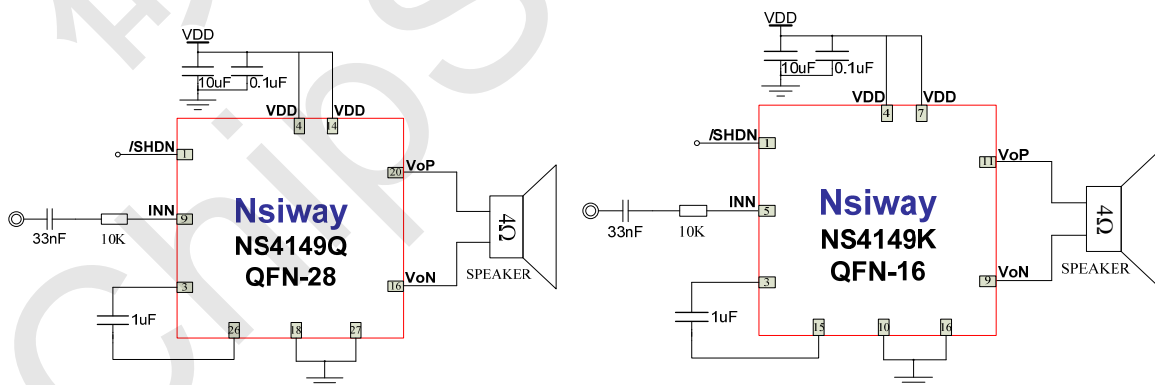 VDD
10uF
0.1uF
VDD
VDD
4
14
/SHDN
1
VoP
20
INN
9
33nF
10K
Nsiway
NS4149Q
QFN-28
4Ω
SPEAKER
VoN
16
3
1uF
26
18
27
VDD
10uF
0.1uF
VDD
VDD
4
7
/SHDN
1
VoP
11
INN
5
33nF
10K
Nsiway
NS4149K
QFN-16
4Ω
SPEAKER
VoN
9
3
1uF
15
10
16